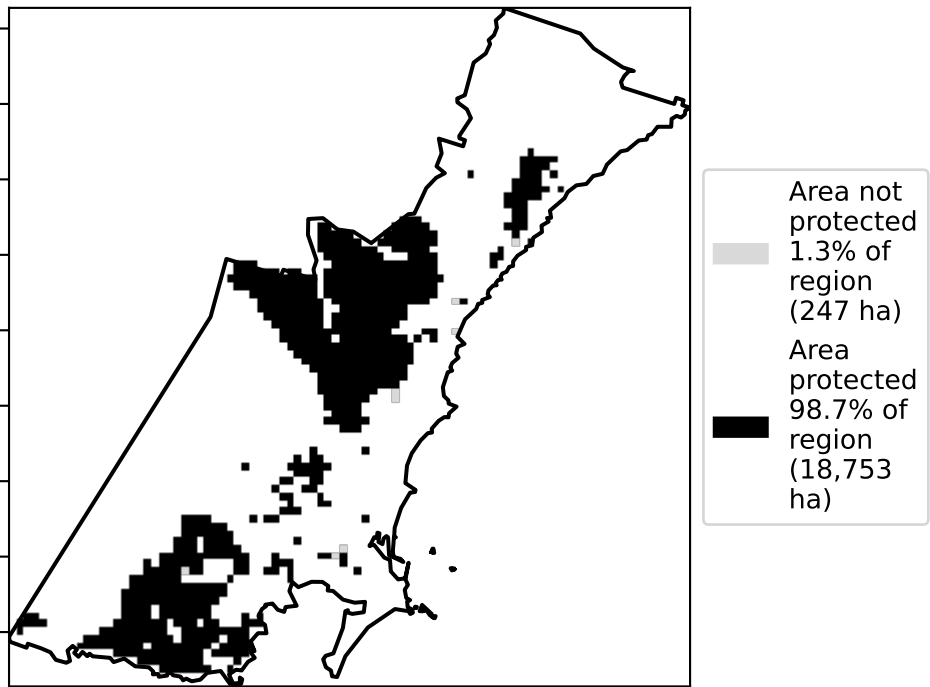 Area not
protected
1.3% of
region
(247 ha)
Area
protected
98.7% of
region
(18,753
ha)